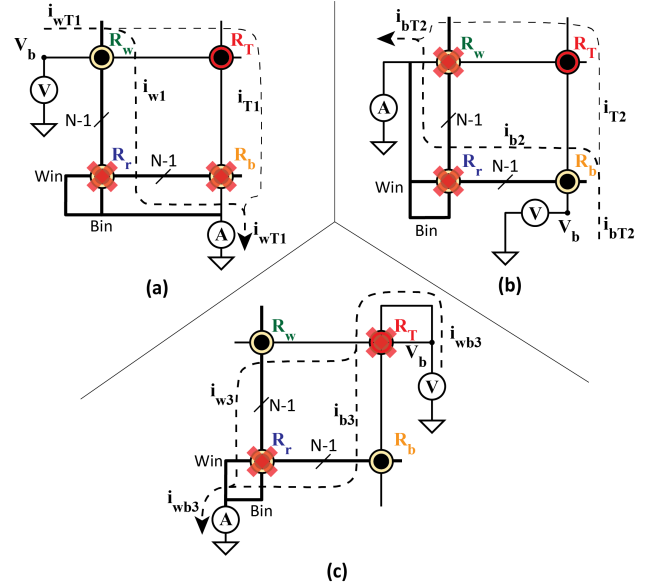 i_wT1
V_b
R_w
R_T
V
i_w1
i_T1
N-1
R_r
N-1
R_b
Win
Bin
A
i_wT1
(a)
i_bT2
R_w
R_T
A
N-1
i_T2
i_b2
R_r
N-1
R_b
Win
V
V_b
i_bT2
Bin
(b)
R_w
R_T
i_wb3
V_b
V
i_w3
N-1
i_b3
R_r
N-1
R_b
Win
i_wb3
A
Bin
(c)